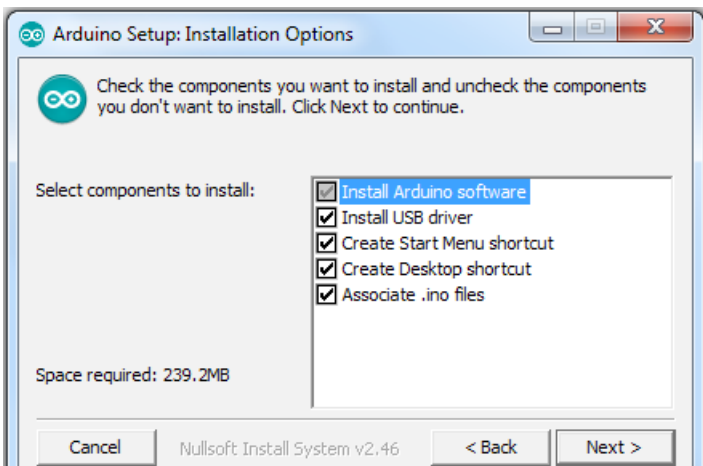 Arduino Setup: Installation Options
Check the components you want to install and uncheck the components
you don't want to install. Click Next to continue.
Select components to install:
Install Arduino software
Install USB driver
Create Start Menu shortcut
Create Desktop shortcut
Associate .ino files
Space required: 239.2MB
Cancel
Nullsoft Install System v2.46
< Back
Next >